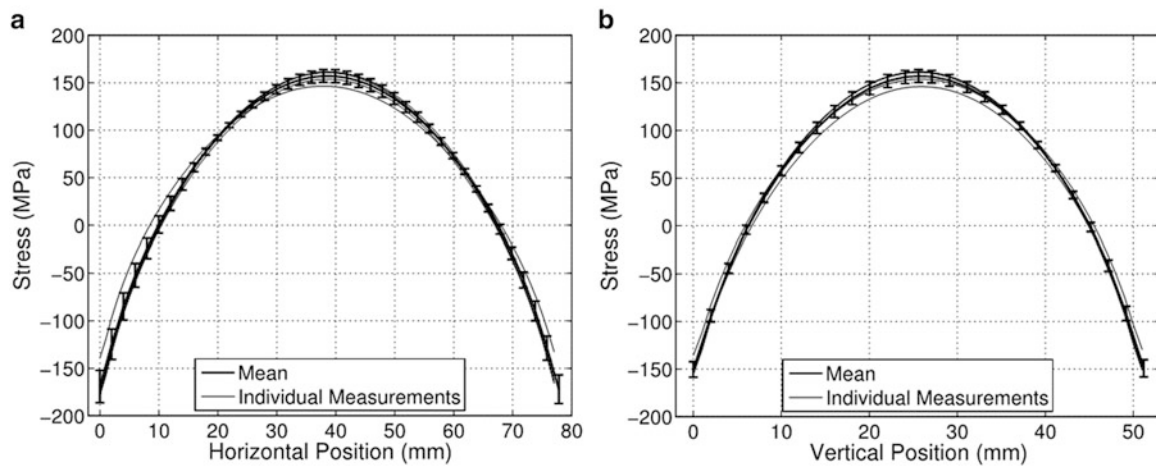 a
200
150
100
50
0
−50
−100
−150
−200
Stress (MPa)
Mean
Individual Measurements
0 10 20 30 40 50 60 70 80
Horizontal Position (mm)
b
200
150
100
50
0
−50
−100
−150
−200
Stress (MPa)
Mean
Individual Measurements
0 10 20 30 40 50
Vertical Position (mm)